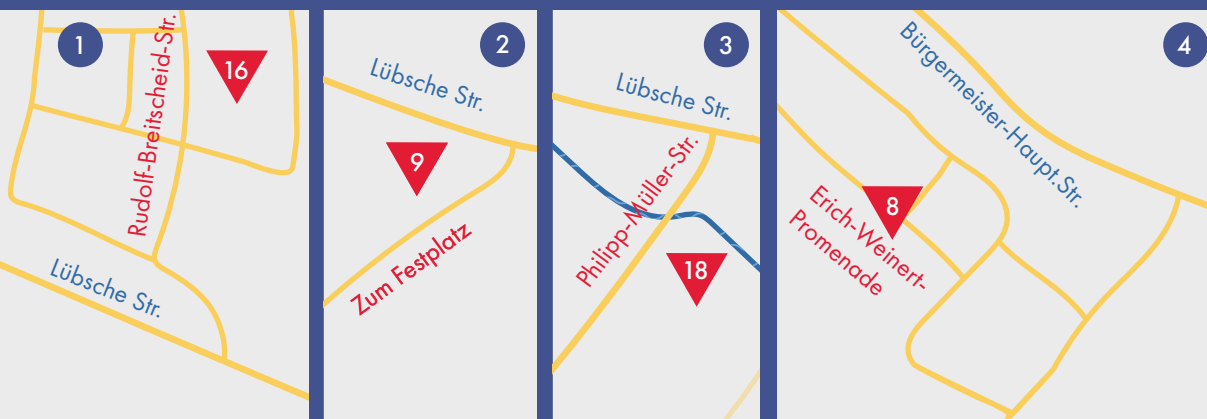 1
Rudolf-Breitscheid-Str.
16
Lübsche Str.
2
Lübsche Str.
9
Zum Festplatz
3
Lübsche Str.
Philipp-Müller-Str.
18
4
Bürgermeister-Haupt.Str.
8
Erich-Weinert-
Promenade